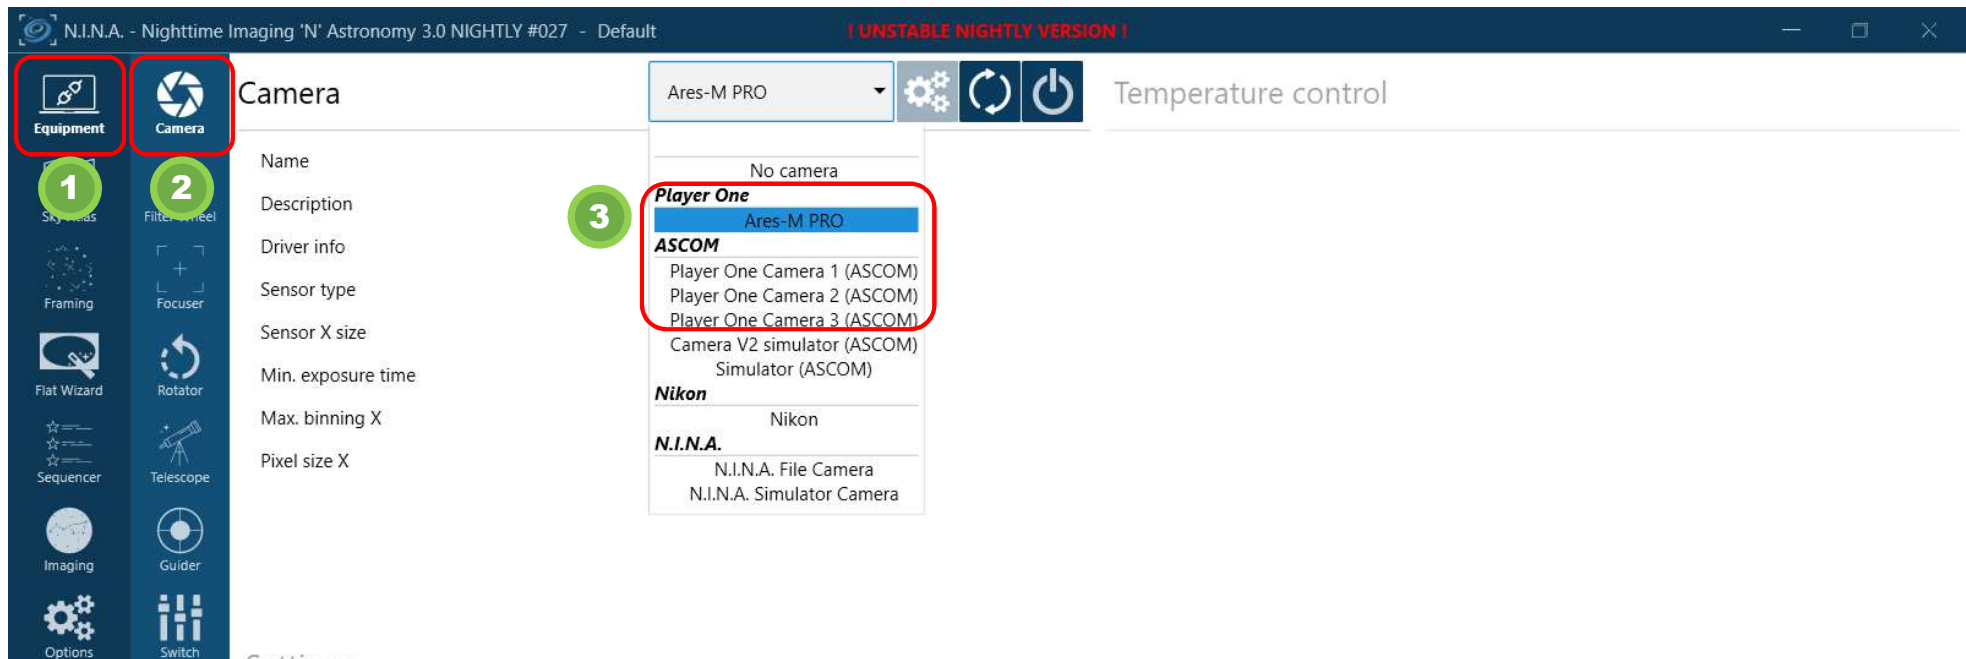 N.I.N.A. - Nighttime Imaging 'N' Astronomy 3.0 NIGHTLY #027 - Default
! UNSTABLE NIGHTLY VERSION !
Equipment
Camera
Camera
Ares-M PRO
Temperature control
1
2
3
Sky Atlas
Filter Wheel
Framing
Focuser
Flat Wizard
Rotator
Sequencer
Telescope
Imaging
Guider
Options
Switch
Name
Description
Driver info
Sensor type
Sensor X size
Min. exposure time
Max. binning X
Pixel size X
No camera
Player One
Ares-M PRO
ASCOM
Player One Camera 1 (ASCOM)
Player One Camera 2 (ASCOM)
Player One Camera 3 (ASCOM)
Camera V2 simulator (ASCOM)
Simulator (ASCOM)
Nikon
Nikon
N.I.N.A.
N.I.N.A. File Camera
N.I.N.A. Simulator Camera